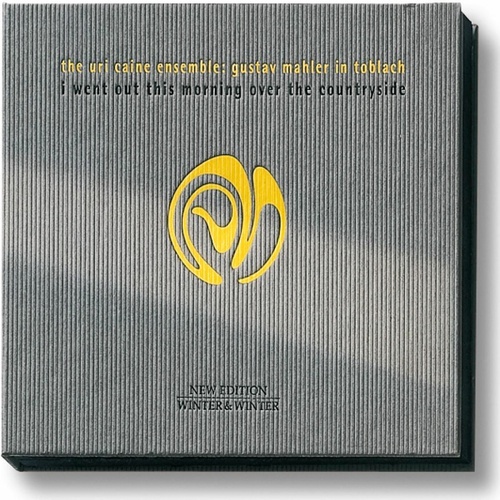 the uri caine ensemble: gustav mahler in toblach
i went out this morning over the countryside
NEW EDITION
WINTER & WINTER